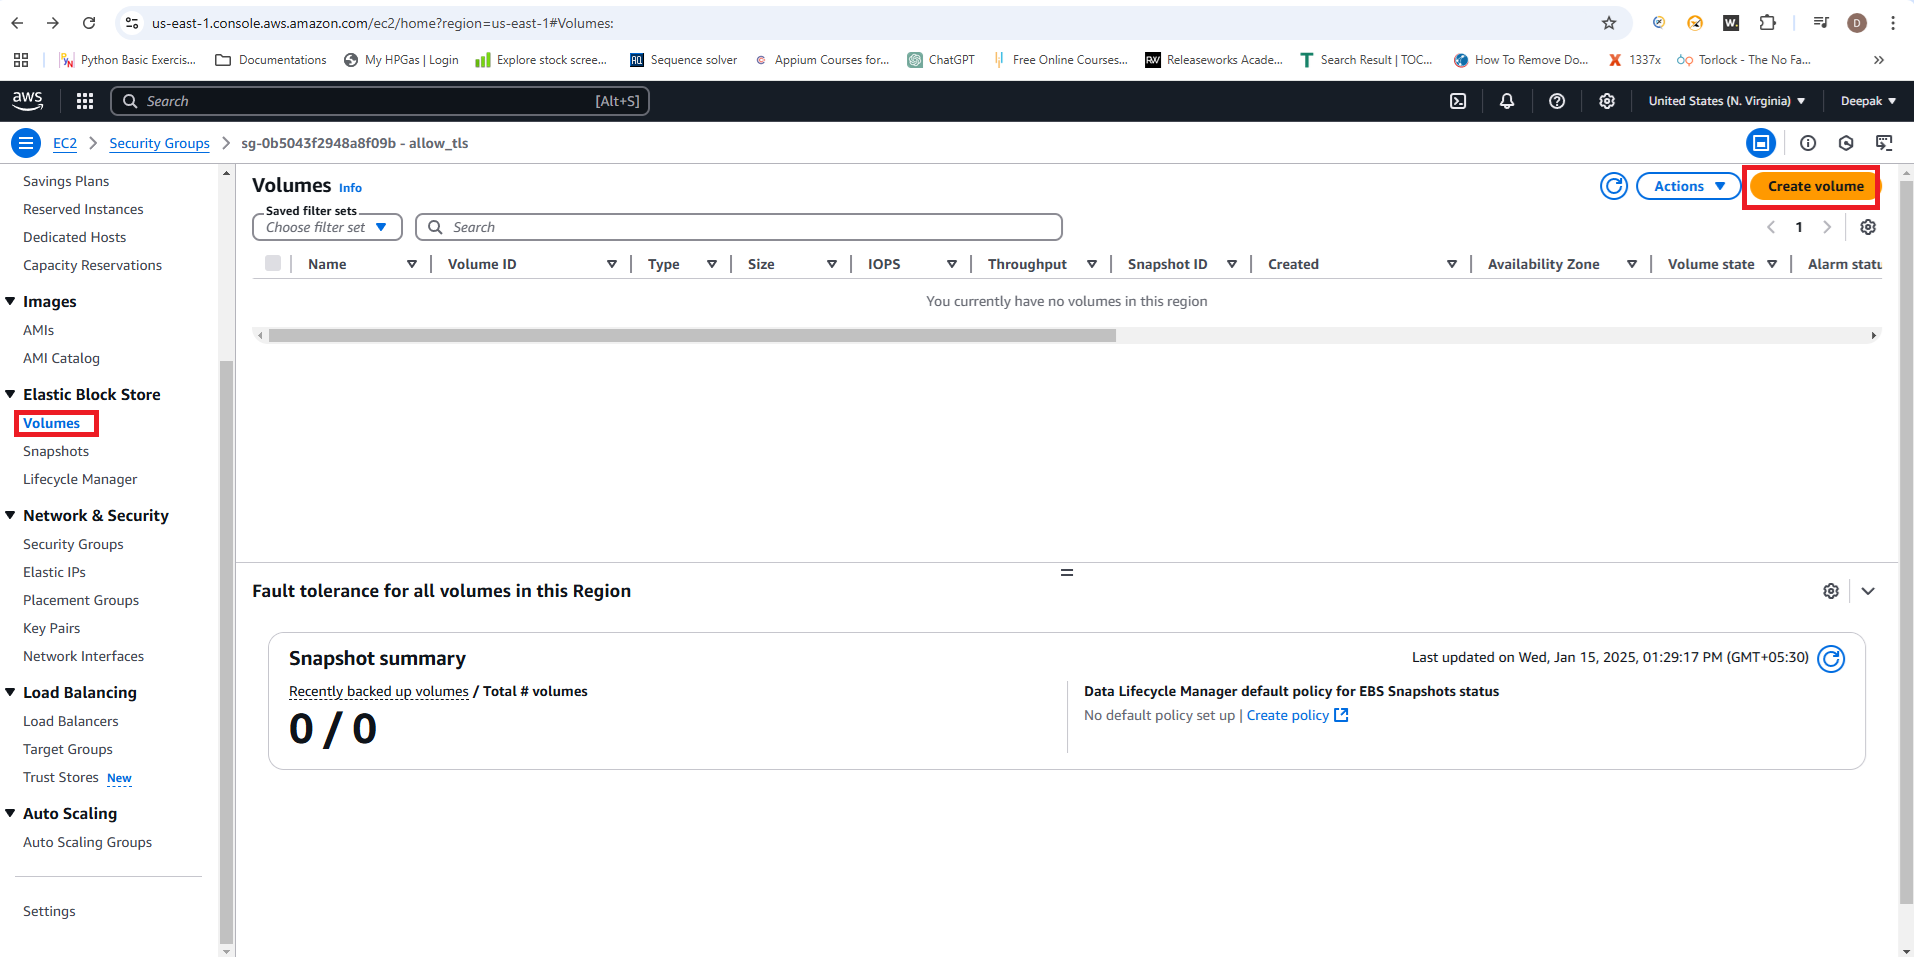 us-east-1.console.aws.amazon.com/ec2/home?region=us-east-1#Volumes:
W.
D
Python Basic Exercis...
Documentations
My HPGas | Login
Explore stock scree...
Sequence solver
Appium Courses for...
ChatGPT
Free Online Courses...
Releaseworks Acade...
Search Result | TOC...
How To Remove Do...
1337x
Torlock - The No Fa...
aws
Search
[Alt+S]
United States (N. Virginia)
Deepak
EC2
Security Groups
sg-0b5043f2948a8f09b - allow_tls
Savings Plans
Reserved Instances
Dedicated Hosts
Capacity Reservations
Images
AMIs
AMI Catalog
Elastic Block Store
Volumes
Snapshots
Lifecycle Manager
Network & Security
Security Groups
Elastic IPs
Placement Groups
Key Pairs
Network Interfaces
Load Balancing
Load Balancers
Target Groups
Trust Stores New
Auto Scaling
Auto Scaling Groups
Settings
Volumes Info
Actions
Create volume
Saved filter sets
Choose filter set
Search
1
Name
Volume ID
Type
Size
IOPS
Throughput
Snapshot ID
Created
Availability Zone
Volume state
Alarm statu
You currently have no volumes in this region
Fault tolerance for all volumes in this Region
Snapshot summary
Last updated on Wed, Jan 15, 2025, 01:29:17 PM (GMT+05:30)
Recently backed up volumes / Total # volumes
0 / 0
Data Lifecycle Manager default policy for EBS Snapshots status
No default policy set up | Create policy